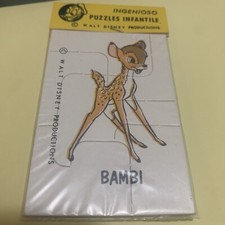 INGENIOSO
PUZZLES INFANTILE
© WALT DISNEY PRODUCTIONS
© WALT DISNEY PRODUCTIONS
BAMBI